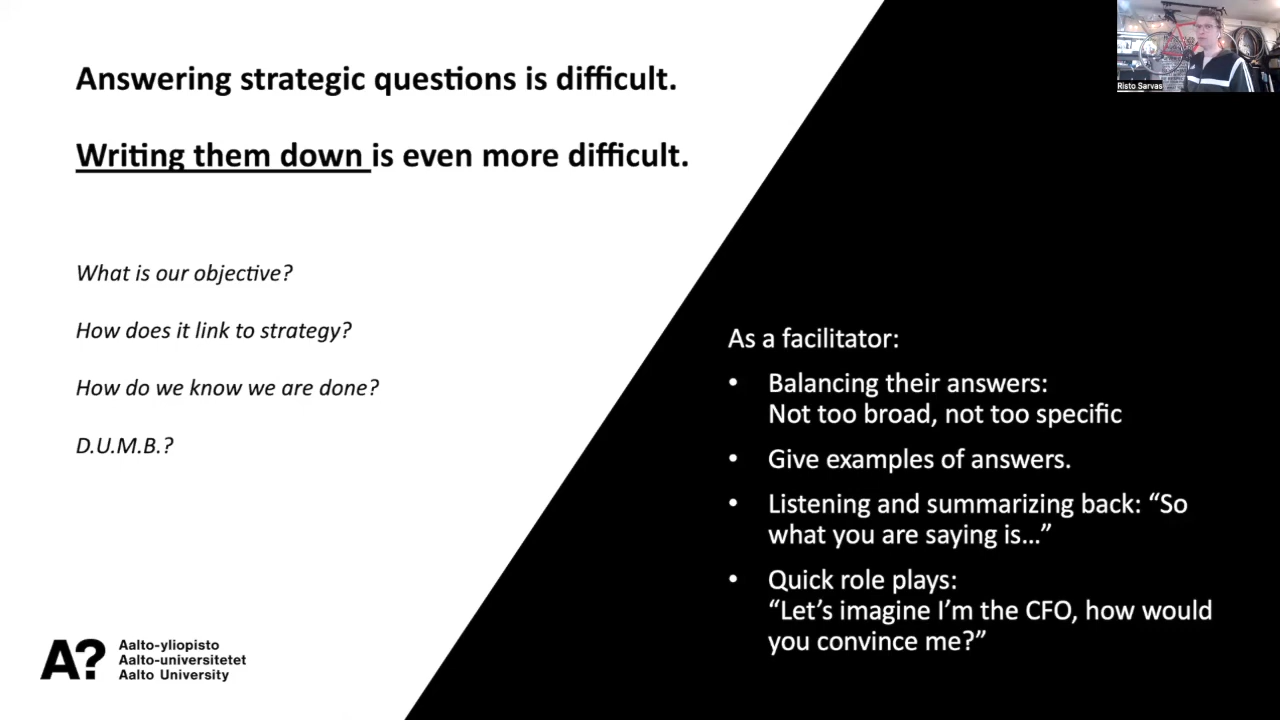 Answering strategic questions is difficult.
Writing them down is even more difficult.
What is our objective?
How does it link to strategy?
How do we know we are done?
D.U.M.B.?
A?
Aalto-yliopisto
Aalto-universitetet
Aalto University
Risto Sarvas
As a facilitator:
• Balancing their answers:
Not too broad, not too specific
• Give examples of answers.
• Listening and summarizing back: “So
what you are saying is…”
• Quick role plays:
“Let’s imagine I’m the CFO, how would
you convince me?”